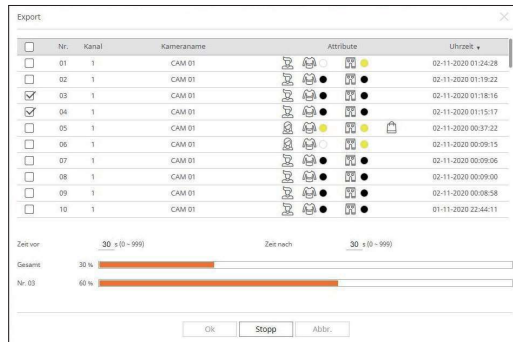 Export
Nr. Kanal Kameraname Attribute Uhrzeit
01 1 CAM 01 02-11-2020 01:24:28
02 1 CAM 01 02-11-2020 01:19:22
03 1 CAM 01 02-11-2020 01:18:16
04 1 CAM 01 02-11-2020 01:15:17
05 1 CAM 01 02-11-2020 00:37:22
06 1 CAM 01 02-11-2020 00:09:15
07 1 CAM 01 02-11-2020 00:09:06
08 1 CAM 01 02-11-2020 00:09:00
09 1 CAM 01 02-11-2020 00:08:58
10 1 CAM 01 01-11-2020 22:44:11
Zeit vor 30 s (0 ~ 999) Zeit nach 30 s (0 ~ 999)
Gesamt 30 %
Nr. 03 60 %
Ok Stopp Abbr.